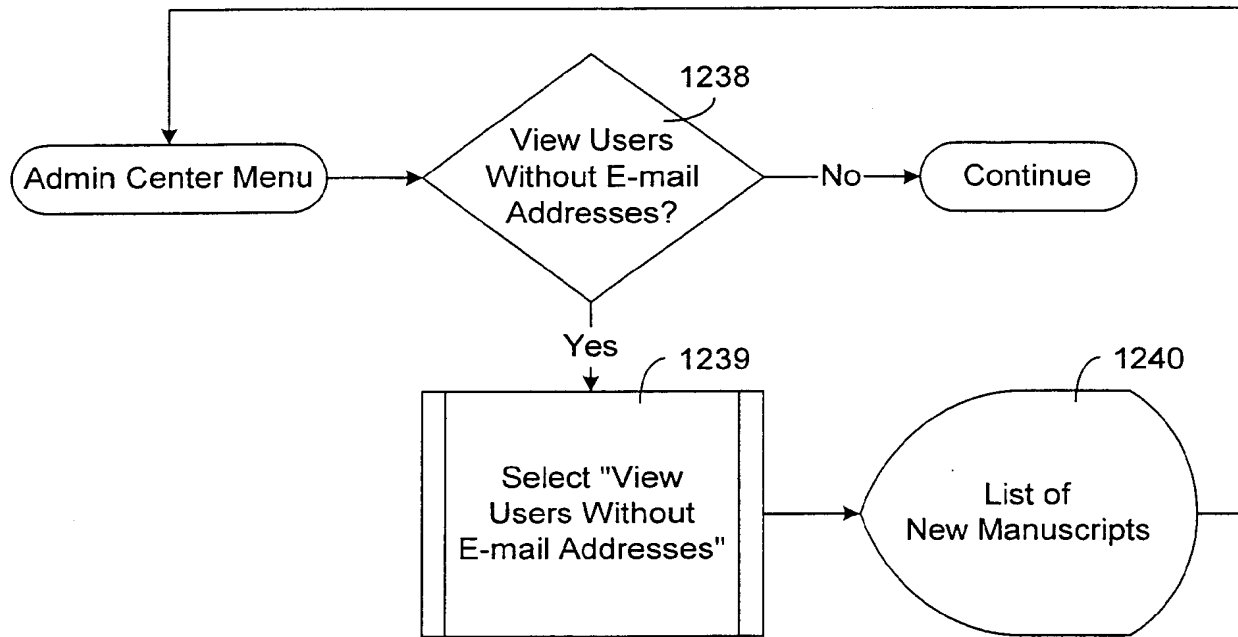 1238
View Users
Without E-mail
Addresses?
Admin Center Menu
No
Continue
Yes
1239
1240
Select "View
Users Without
E-mail Addresses"
List of
New Manuscripts